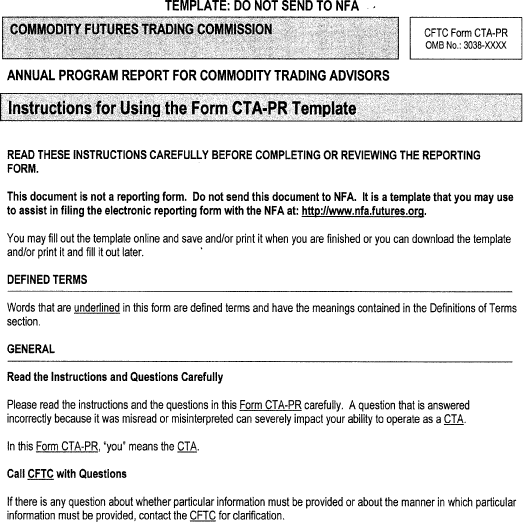 TEMPLATE: DO NOT SEND TO NFA
COMMODITY FUTURES TRADING COMMISSION
CFTC Form CTA-PR
OMB No.: 3038-XXXX
ANNUAL PROGRAM REPORT FOR COMMODITY TRADING ADVISORS
Instructions for Using the Form CTA-PR Template
READ THESE INSTRUCTIONS CAREFULLY BEFORE COMPLETING OR REVIEWING THE REPORTING
FORM.
This document is not a reporting form. Do not send this document to NFA. It is a template that you may use
to assist in filing the electronic reporting form with the NFA at: http://www.nfa.futures.org.
You may fill out the template online and save and/or print it when you are finished or you can download the template
and/or print it and fill it out later.
DEFINED TERMS
Words that are underlined in this form are defined terms and have the meanings contained in the Definitions of Terms
section.
GENERAL
Read the Instructions and Questions Carefully
Please read the instructions and the questions in this Form CTA-PR carefully. A question that is answered
incorrectly because it was misread or misinterpreted can severely impact your ability to operate as a CTA.
In this Form CTA-PR, "you" means the CTA.
Call CFTC with Questions
If there is any question about whether particular information must be provided or about the manner in which particular
information must be provided, contact the CFTC for clarification.